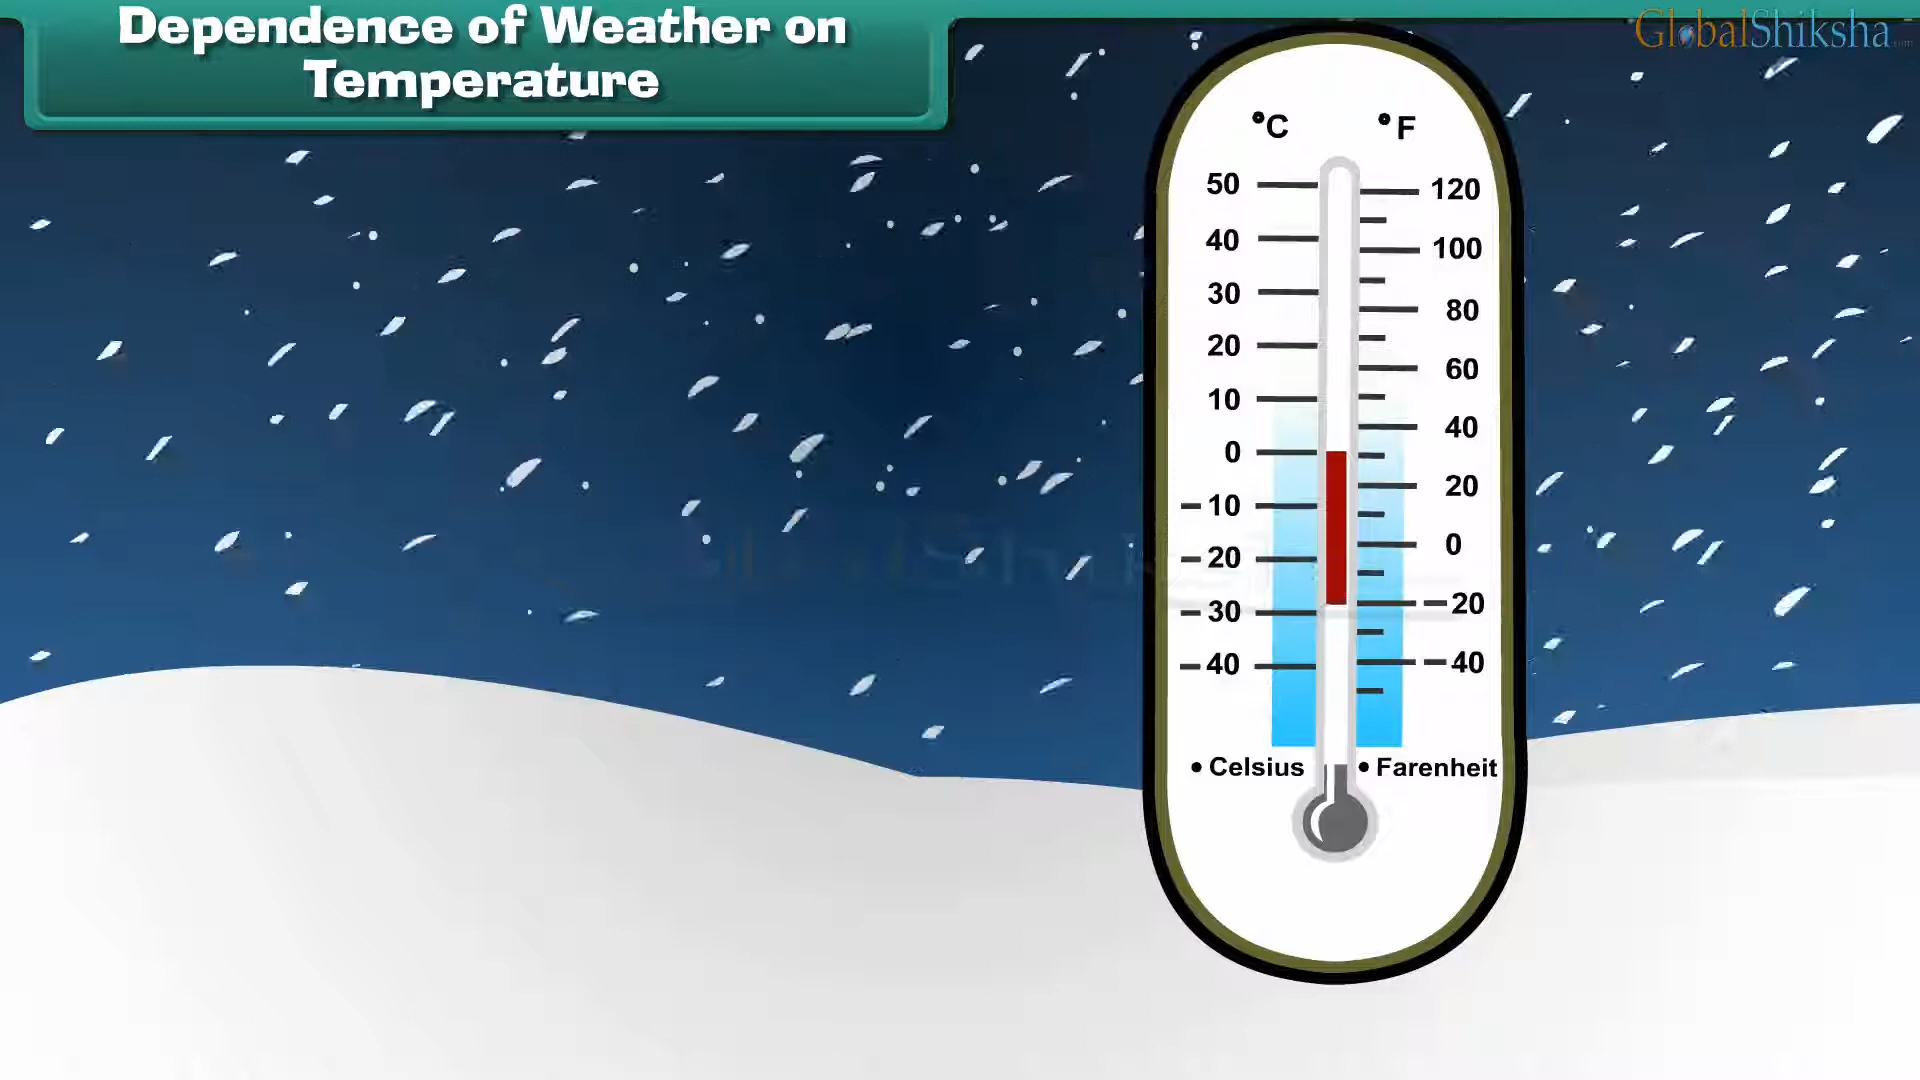 Dependence of Weather on
Temperature
GlobalShiksha.com
°C °F
50 120
40 100
30 80
20 60
10 40
0 20
-10 0
-20 -20
-30 -40
-40
• Celsius • Farenheit